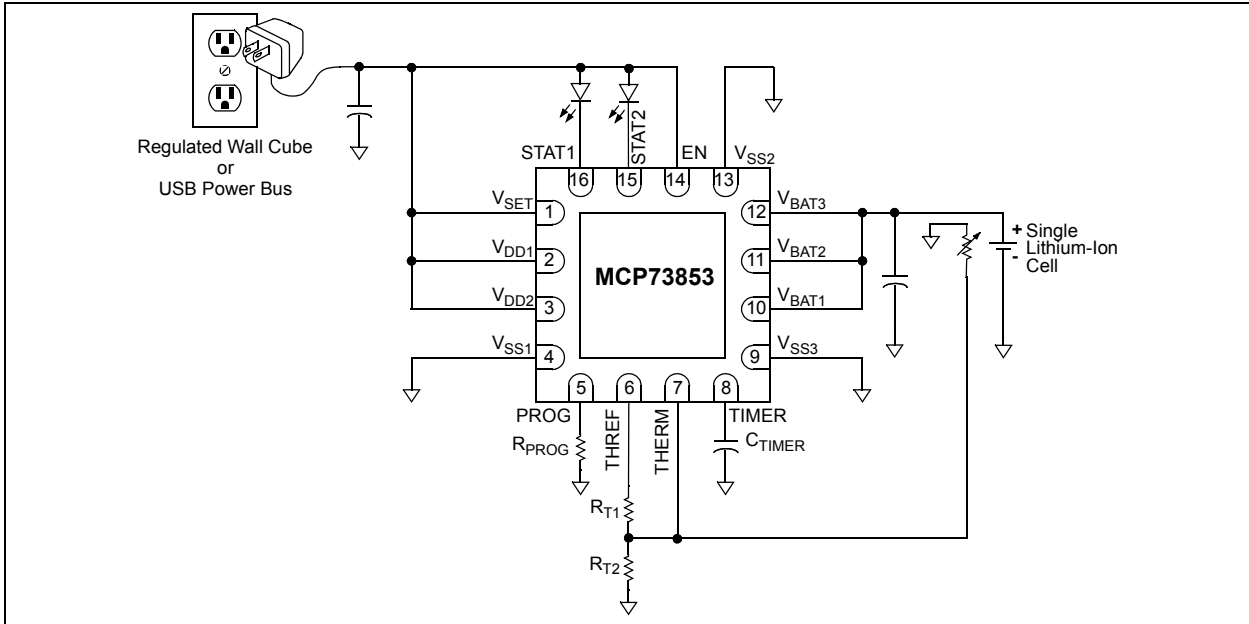 Regulated Wall Cube
or
USB Power Bus
STAT1
STAT2
EN
VSS2
16
15
14
13
VSET
1
VDD1
2
VDD2
3
VSS1
4
MCP73853
12
VBAT3
11
VBAT2
10
VBAT1
9
VSS3
+ Single
- Lithium-Ion
Cell
5
6
7
8
PROG
THREF
THERM
TIMER
RPROG
CTIMER
RT1
RT2